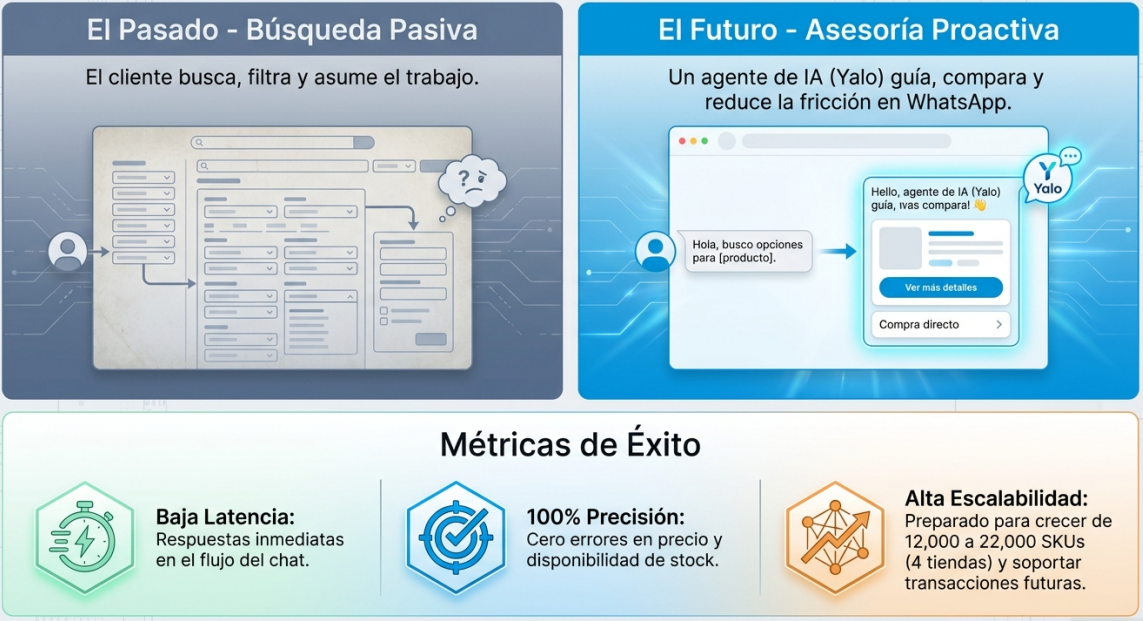 El Pasado - Búsqueda Pasiva
El cliente busca, filtra y asume el trabajo.
?
El Futuro - Asesoría Proactiva
Un agente de IA (Yalo) guía, compara y
reduce la fricción en WhatsApp.
Hola, busco opciones
para [producto].
Y
Yalo
Hello, agente de IA (Yalo)
guía, ivas compara! 👋
Ver más detalles
Compra directo
Métricas de Éxito
Baja Latencia:
Respuestas inmediatas
en el flujo del chat.
100% Precisión:
Cero errores en precio y
disponibilidad de stock.
Alta Escalabilidad:
Preparado para crecer de
12,000 a 22,000 SKUs
(4 tiendas) y soportar
transacciones futuras.